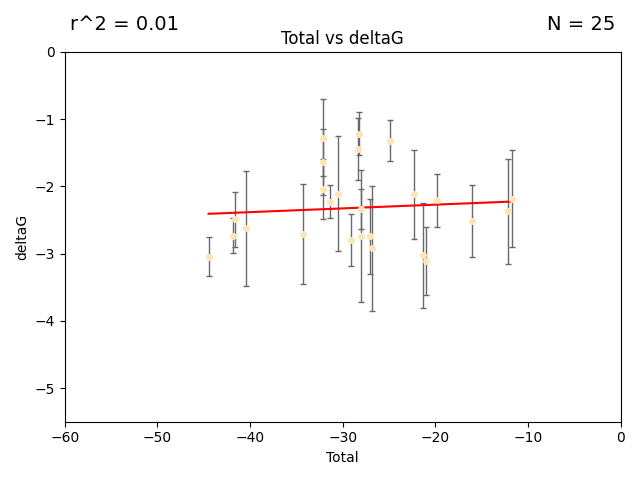 r^2 = 0.01
N = 25
Total vs deltaG
0
−1
−2
−3
−4
−5
deltaG
−60
−50
−40
−30
−20
−10
0
Total